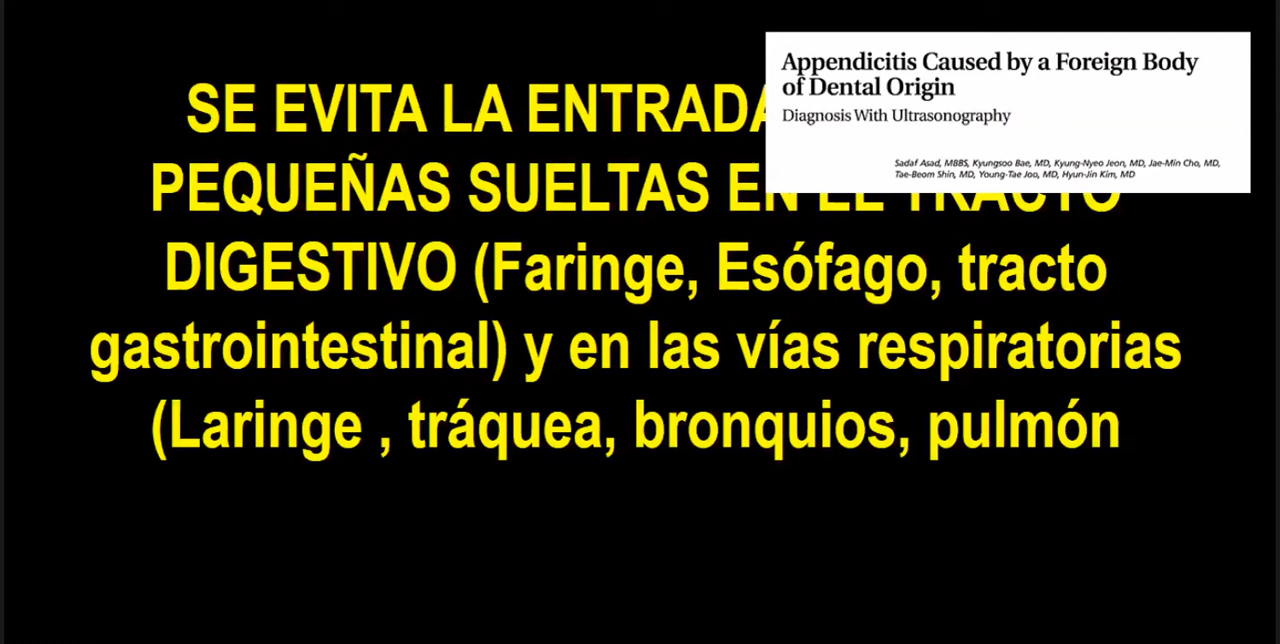 Appendicitis Caused by a Foreign Body
of Dental Origin
Diagnosis With Ultrasonography
Sadaf Asad, MBBS, Kyungsoo Bae, MD, Kyung-Nyeo Jeon, MD, Jae-Min Cho, MD,
Tae-Beom Shin, MD, Young-Tae Joo, MD, Hyun-Jin Kim, MD
SE EVITA LA ENTRADA
PEQUEÑAS SUELTAS EN EL TRACTO
DIGESTIVO (Faringe, Esófago, tracto
gastrointestinal) y en las vías respiratorias
(Laringe , tráquea, bronquios, pulmón